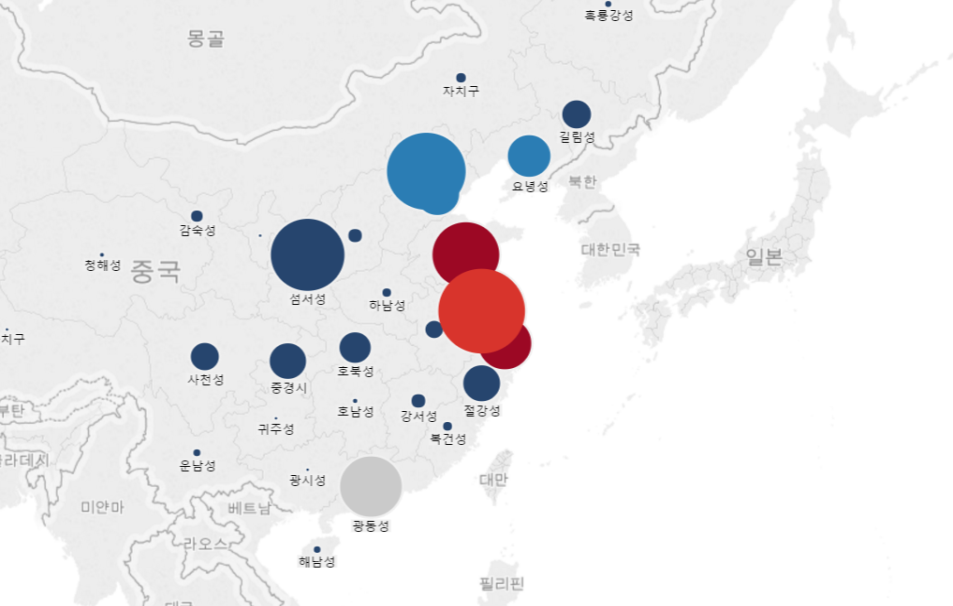 흑룡강성
몽골
자치구
길림성
요녕성
북한
감숙성
대한민국
청해성
중국
일본
섬서성
하남성
치구
사천성
중경시
호북성
절강성
부탄
호남성
강서성
귀주성
복건성
운남성
광시성
대만
미얀마
베트남
광동성
라오스
해남성
필리핀